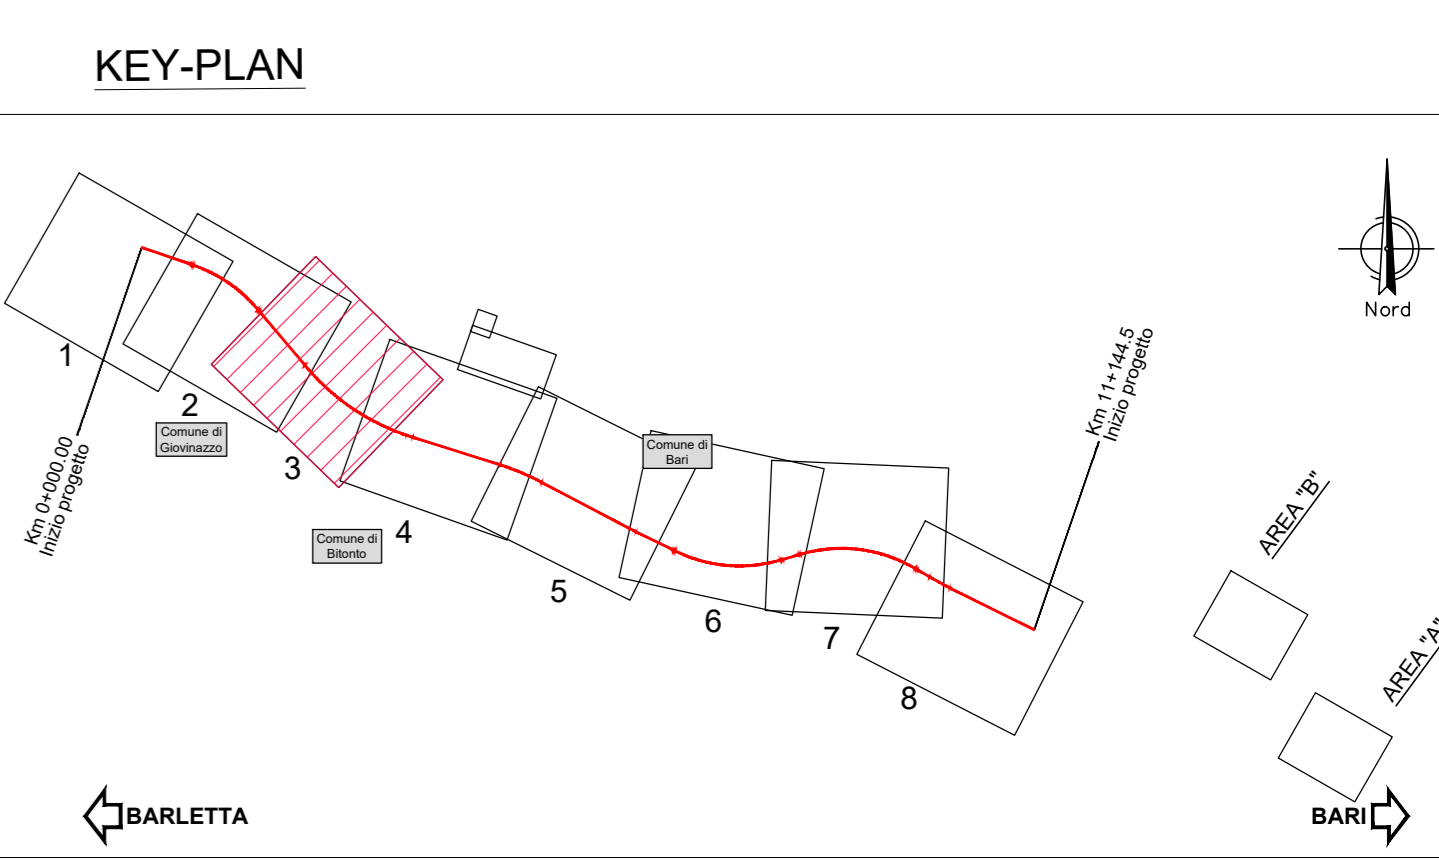 KEY-PLAN
Nord
1
2
Comune di
Giovinazzo
3
Km 0+000.00
Inizio progetto
Comune di
Bitonto
4
5
Comune di
Bari
6
7
8
Km 11+144.5
Inizio progetto
AREA "B"
AREA "A"
BARLETTA
BARI